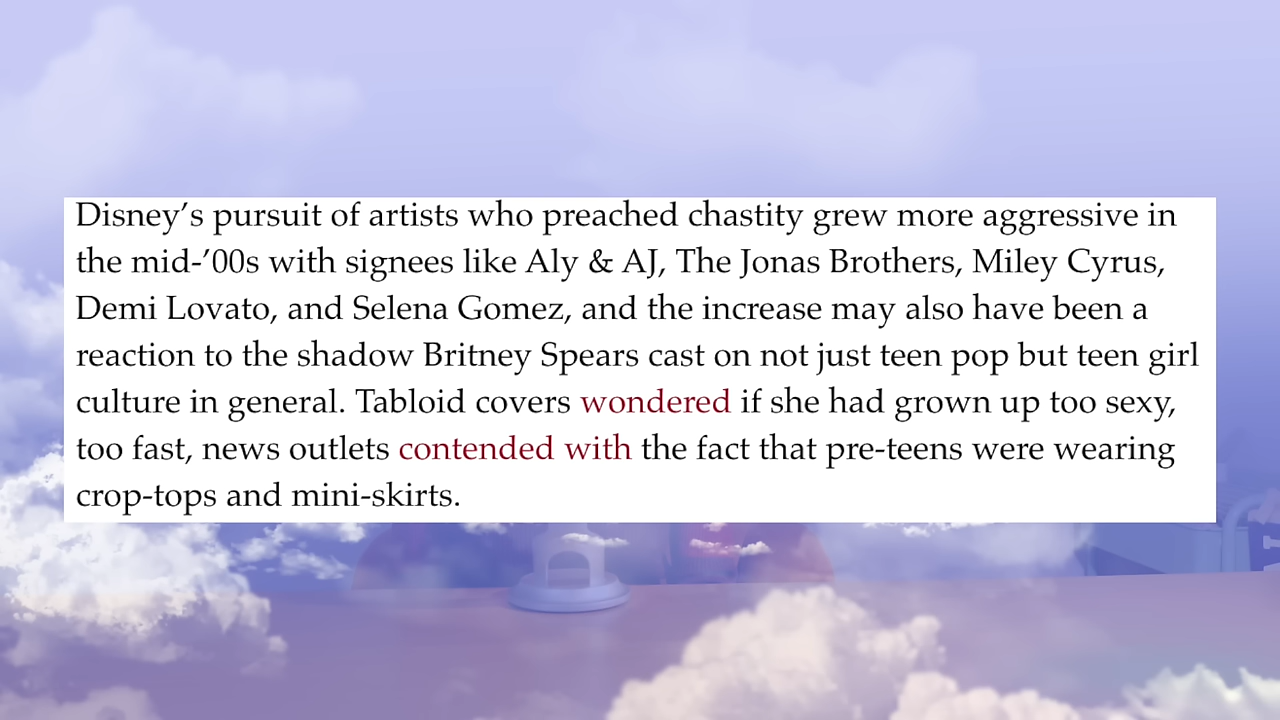 Disney’s pursuit of artists who preached chastity grew more aggressive in
the mid-’00s with signees like Aly & AJ, The Jonas Brothers, Miley Cyrus,
Demi Lovato, and Selena Gomez, and the increase may also have been a
reaction to the shadow Britney Spears cast on not just teen pop but teen girl
culture in general. Tabloid covers wondered if she had grown up too sexy,
too fast, news outlets contended with the fact that pre-teens were wearing
crop-tops and mini-skirts.